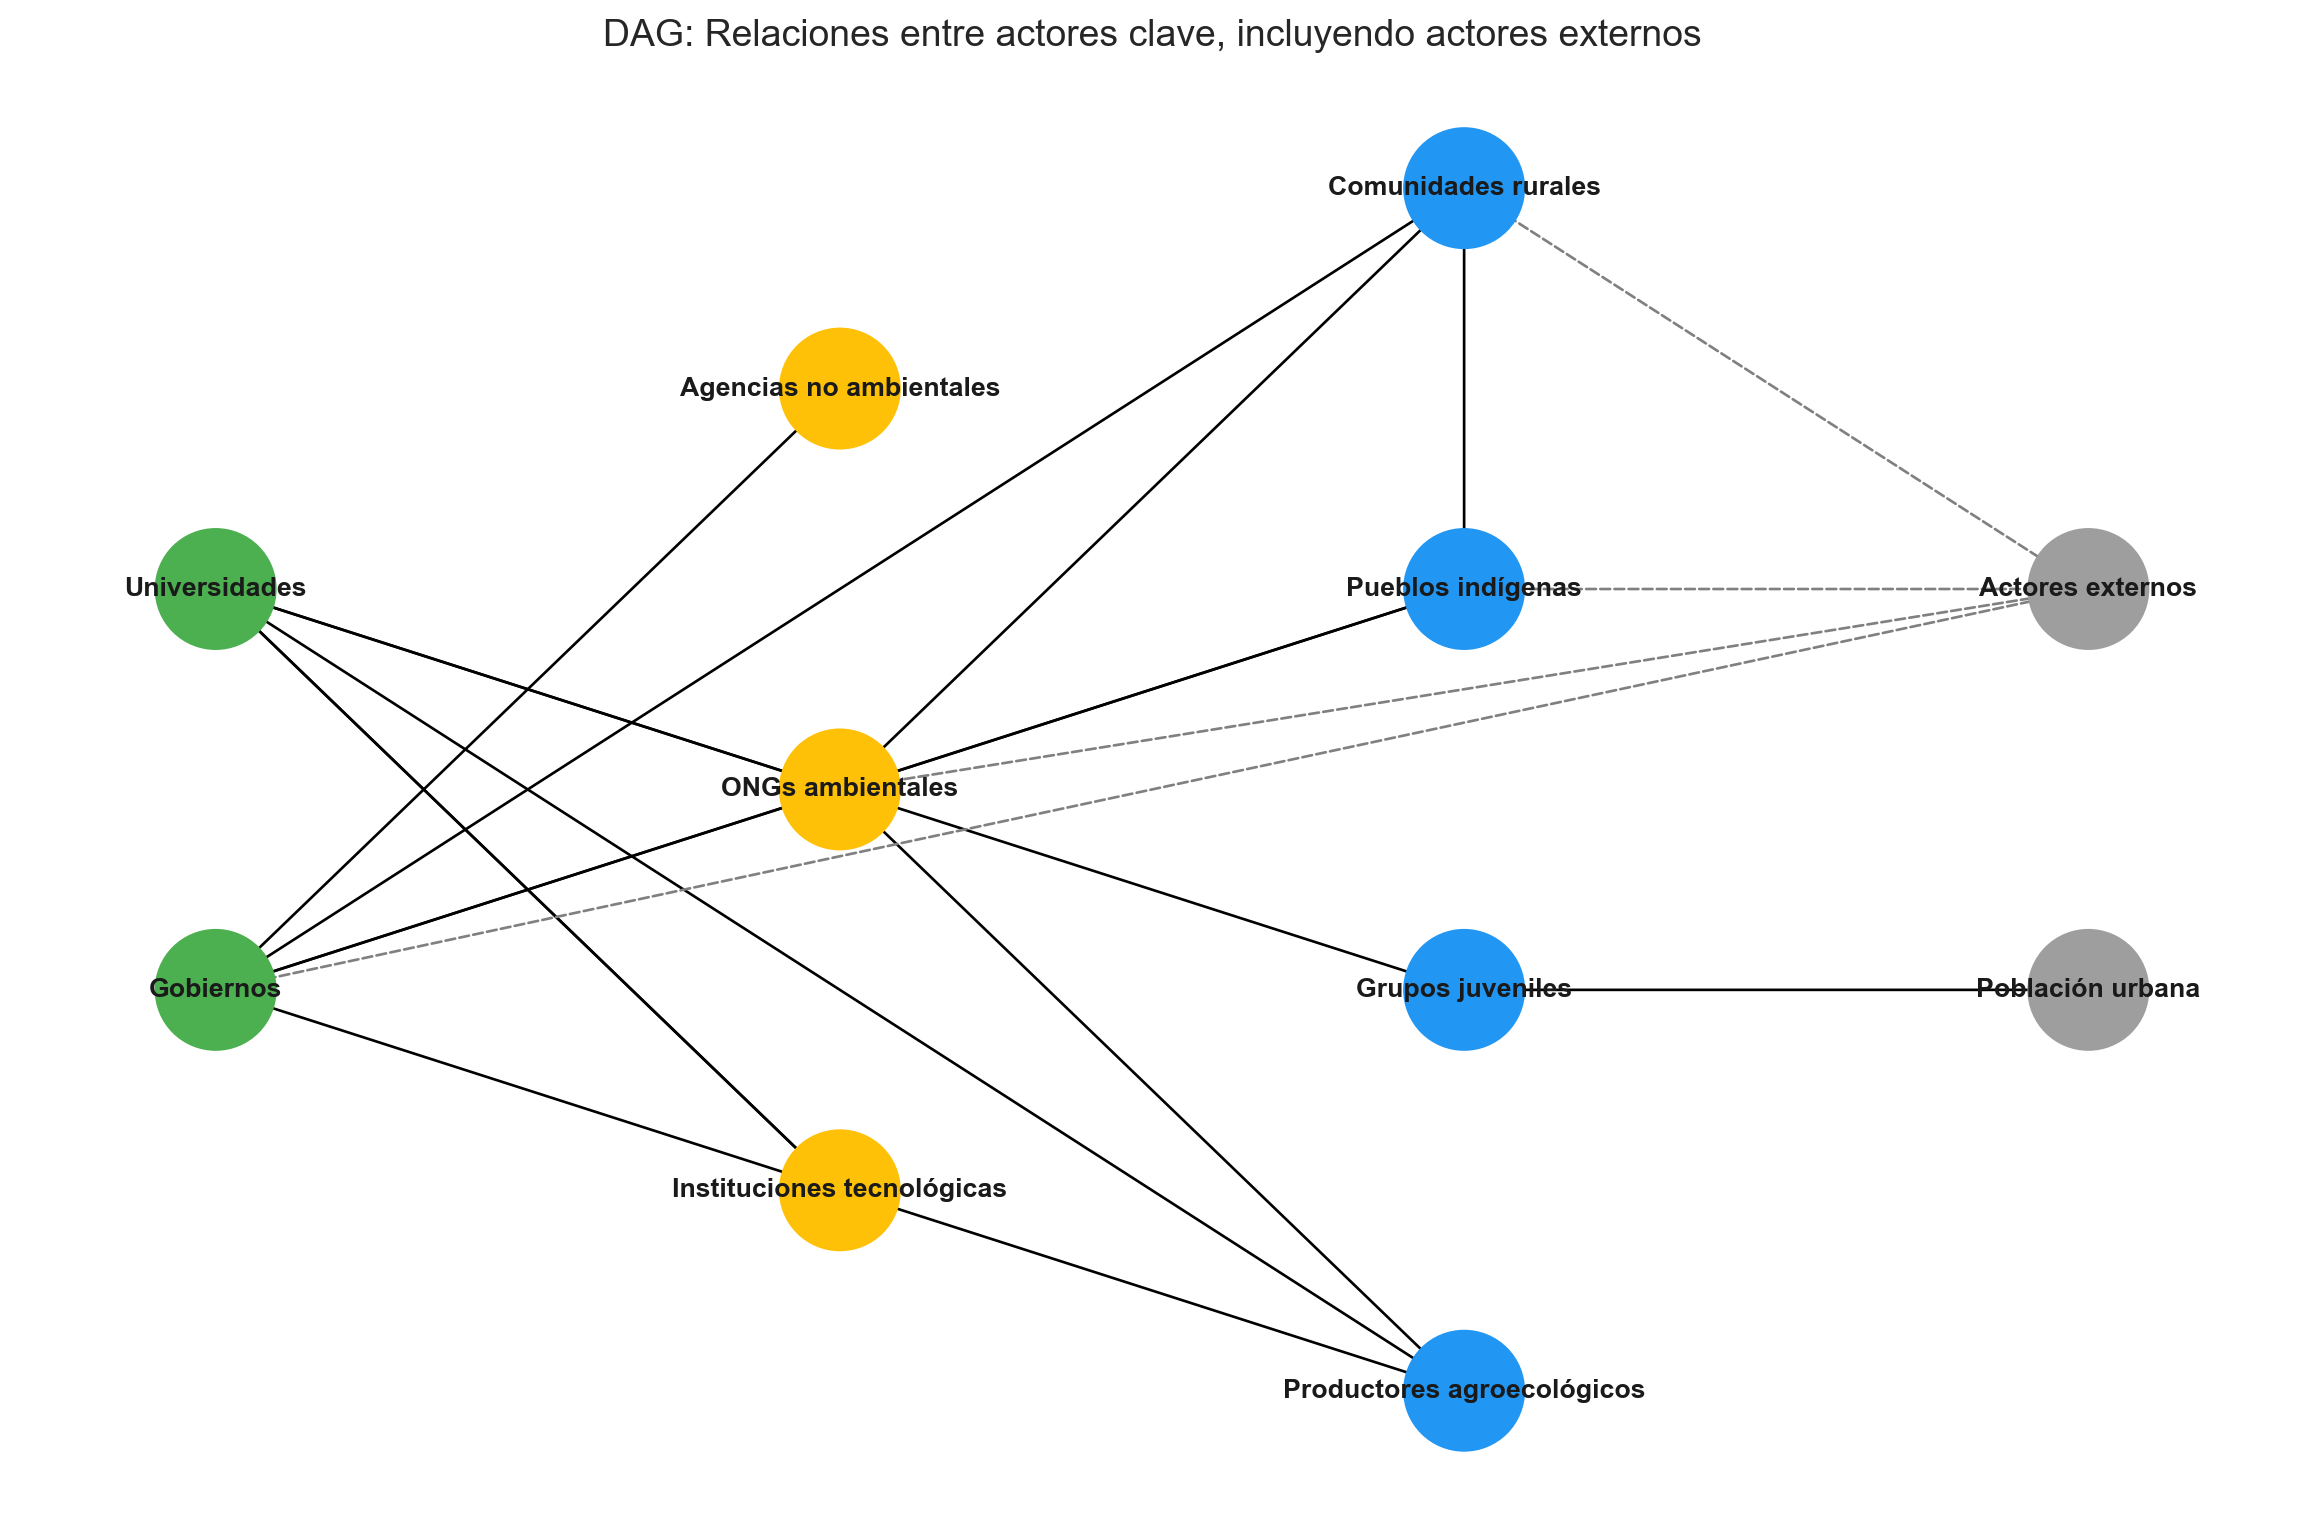 DAG: Relaciones entre actores clave, incluyendo actores externos
Comunidades rurales
Agencias no ambientales
Universidades
Pueblos indígenas
Actores externos
ONGs ambientales
Gobiernos
Grupos juveniles
Población urbana
Instituciones tecnológicas
Productores agroecológicos